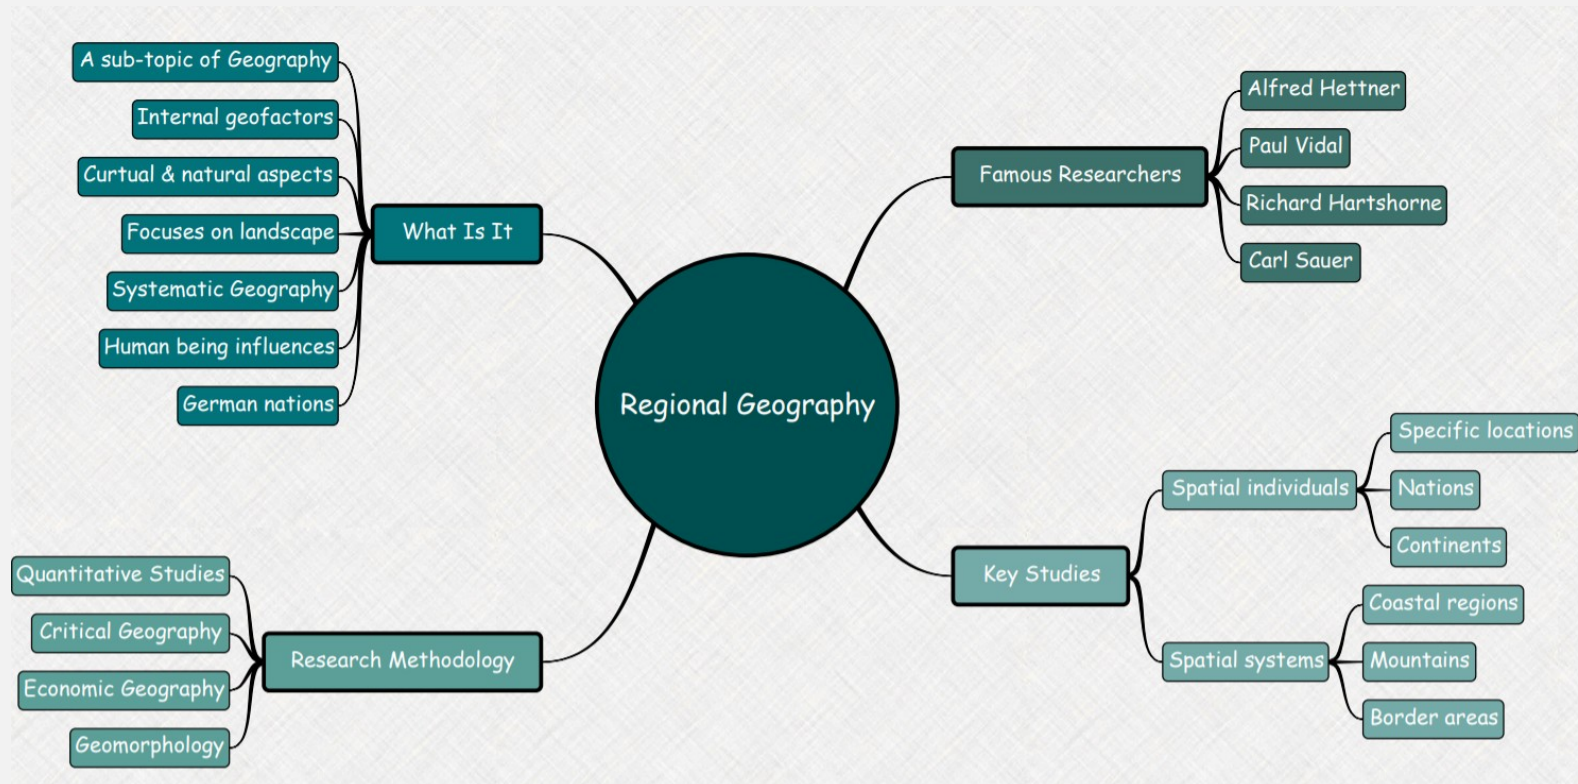 Regional Geography
What Is It
A sub-topic of Geography
Internal geofactors
Curtual & natural aspects
Focuses on landscape
Systematic Geography
Human being influences
German nations
Famous Researchers
Alfred Hettner
Paul Vidal
Richard Hartshorne
Carl Sauer
Research Methodology
Quantitative Studies
Critical Geography
Economic Geography
Geomorphology
Key Studies
Spatial individuals
Specific locations
Nations
Continents
Spatial systems
Coastal regions
Mountains
Border areas